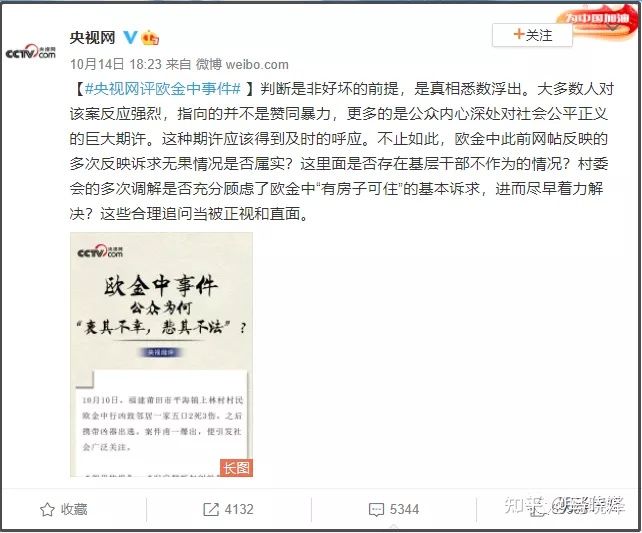 为中国加油
CCTV.com 央视网
央视网
+关注
10月14日 18:23 来自 微博 weibo.com
【#央视网评欧金中事件# 】判断是非好坏的前提，是真相悉数浮出。大多数人对
该案反应强烈，指向的并不是赞同暴力，更多的是公众内心深处对社会公平正义
的巨大期许。这种期许应该得到及时的呼应。不止如此，欧金中此前网帖反映的
多次反映诉求无果情况是否属实？这里面是否存在基层干部不作为的情况？村委
会的多次调解是否充分顾虑了欧金中“有房子可住”的基本诉求，进而尽早着力解
决？这些合理追问当被正视和直面。
CCTV.com 央视网
欧金中事件
公众为何
“哀其不幸，悲其不法”？
央视网评
10月10日，福建莆田市平海镇上林村村民
欧金中行凶致邻居一家五口2死3伤，之后
携带凶器出逃。案件甫一爆出，便引发社
会广泛关注。
长图
收藏
4132
5344
知乎